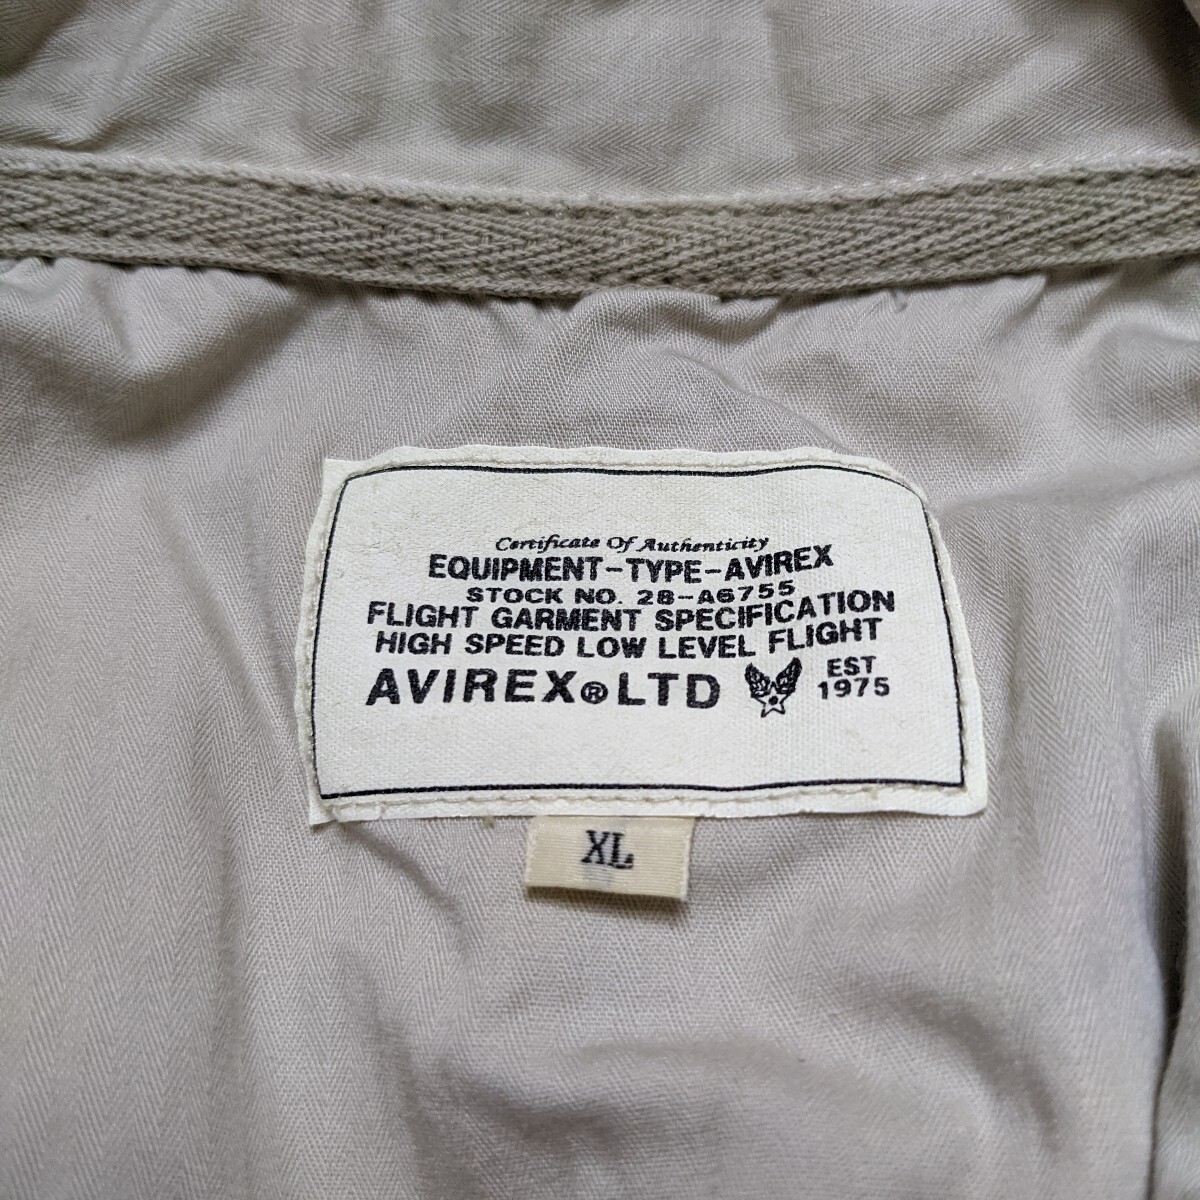 Certificate Of Authenticity
EQUIPMENT-TYPE-AVIREX
STOCK NO. 28-A6755
FLIGHT GARMENT SPECIFICATION
HIGH SPEED LOW LEVEL FLIGHT
AVIREX® LTD EST 1975
XL